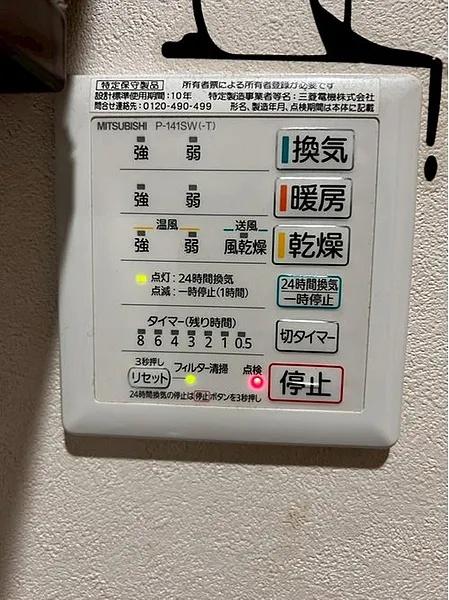 特定保守製品 所有者票による所有者登録が必要です
設計標準使用期間:10年 特定製造事業者等名:三菱電機株式会社
問合せ連絡先:0120-490-499 形名、製造年月、点検期間は本体に記載
MITSUBISHI P-141SW(-T)
強 弱 換気
強 弱 暖房
温風 送風
強 弱 風乾燥 乾燥
点灯:24時間換気
点滅:一時停止(1時間)
24時間換気
一時停止
タイマー(残り時間)
8 6 4 3 2 1 0.5
切タイマー
3秒押し
リセット フィルター清掃 点検 停止
24時間換気の停止は停止ボタンを3秒押し